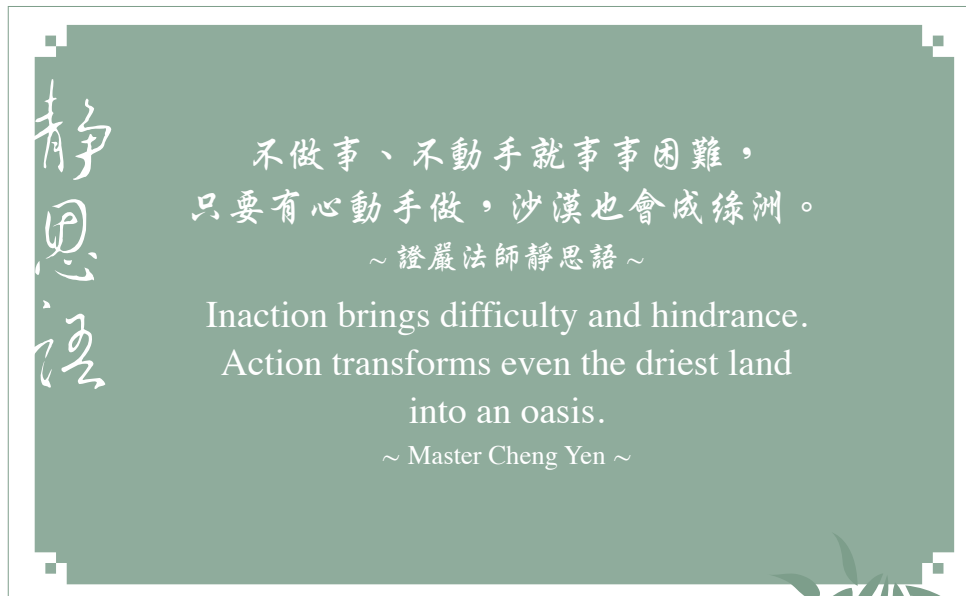 靜思語
不做事、不動手就事事困難，
只要有心動手做，沙漠也會成綠洲。
~ 證嚴法師靜思語 ~
Inaction brings difficulty and hindrance.
Action transforms even the driest land
into an oasis.
~ Master Cheng Yen ~